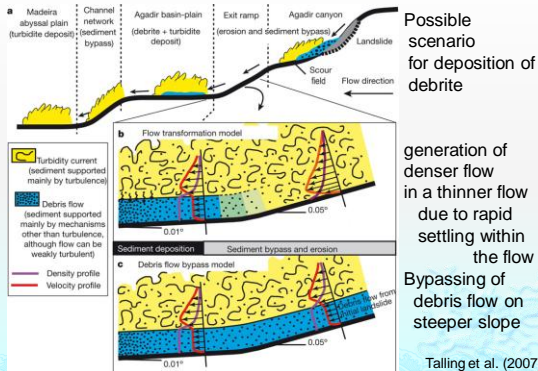 a
Madeira
abyssal plain
(turbidite deposit)
Channel
network
(sediment
bypass)
Agadir basin-plain
(debrite + turbidite
deposit)
Exit ramp
Agadir canyon
(erosion and sediment bypass)
Landslide
Scour
field
Flow direction
b
Flow transformation model
0.01°
0.05°
Sediment deposition
Sediment bypass and erosion
c
Debris flow bypass model
Debris flow from
initial landslide
0.01°
0.05°
Turbidity current
(sediment supported
mainly by turbulence)
Debris flow
(sediment supported
mainly by mechanisms
other than turbulence,
although flow can be
weakly turbulent)
Density profile
Velocity profile
Possible
scenario
for deposition of
debrite
generation of
denser flow
in a thinner flow
due to rapid
settling within
the flow
Bypassing of
debris flow on
steeper slope
Talling et al. (2007